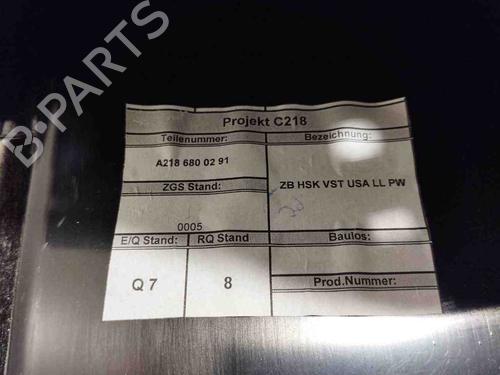 B-PARTS
Projekt C218
Teilenummer:
Bezeichnung:
A218 680 02 91
ZB HSK VST USA LL PW
ZGS Stand:
0005
E/Q Stand:
RQ Stand
Baulos:
Q 7
8
Prod.Nummer: